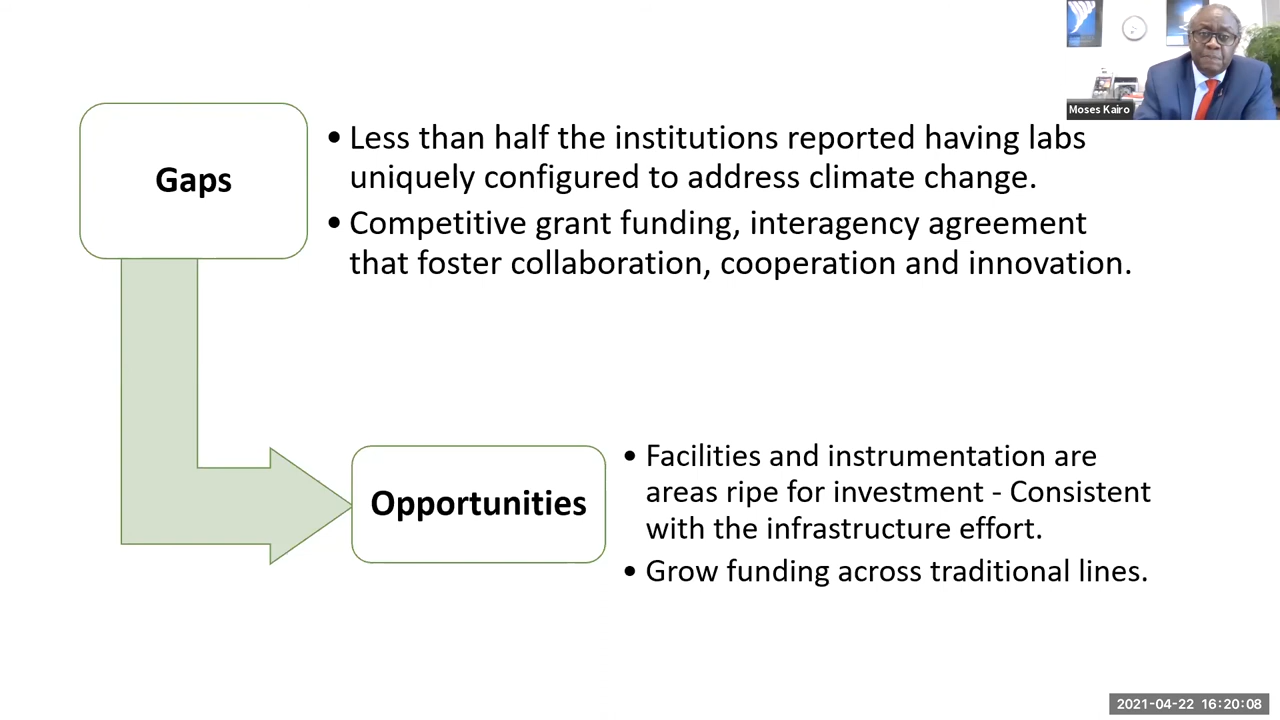 Moses Kairo
Gaps
• Less than half the institutions reported having labs
uniquely configured to address climate change.
• Competitive grant funding, interagency agreement
that foster collaboration, cooperation and innovation.
Opportunities
• Facilities and instrumentation are
areas ripe for investment - Consistent
with the infrastructure effort.
• Grow funding across traditional lines.
2021-04-22 16:20:08